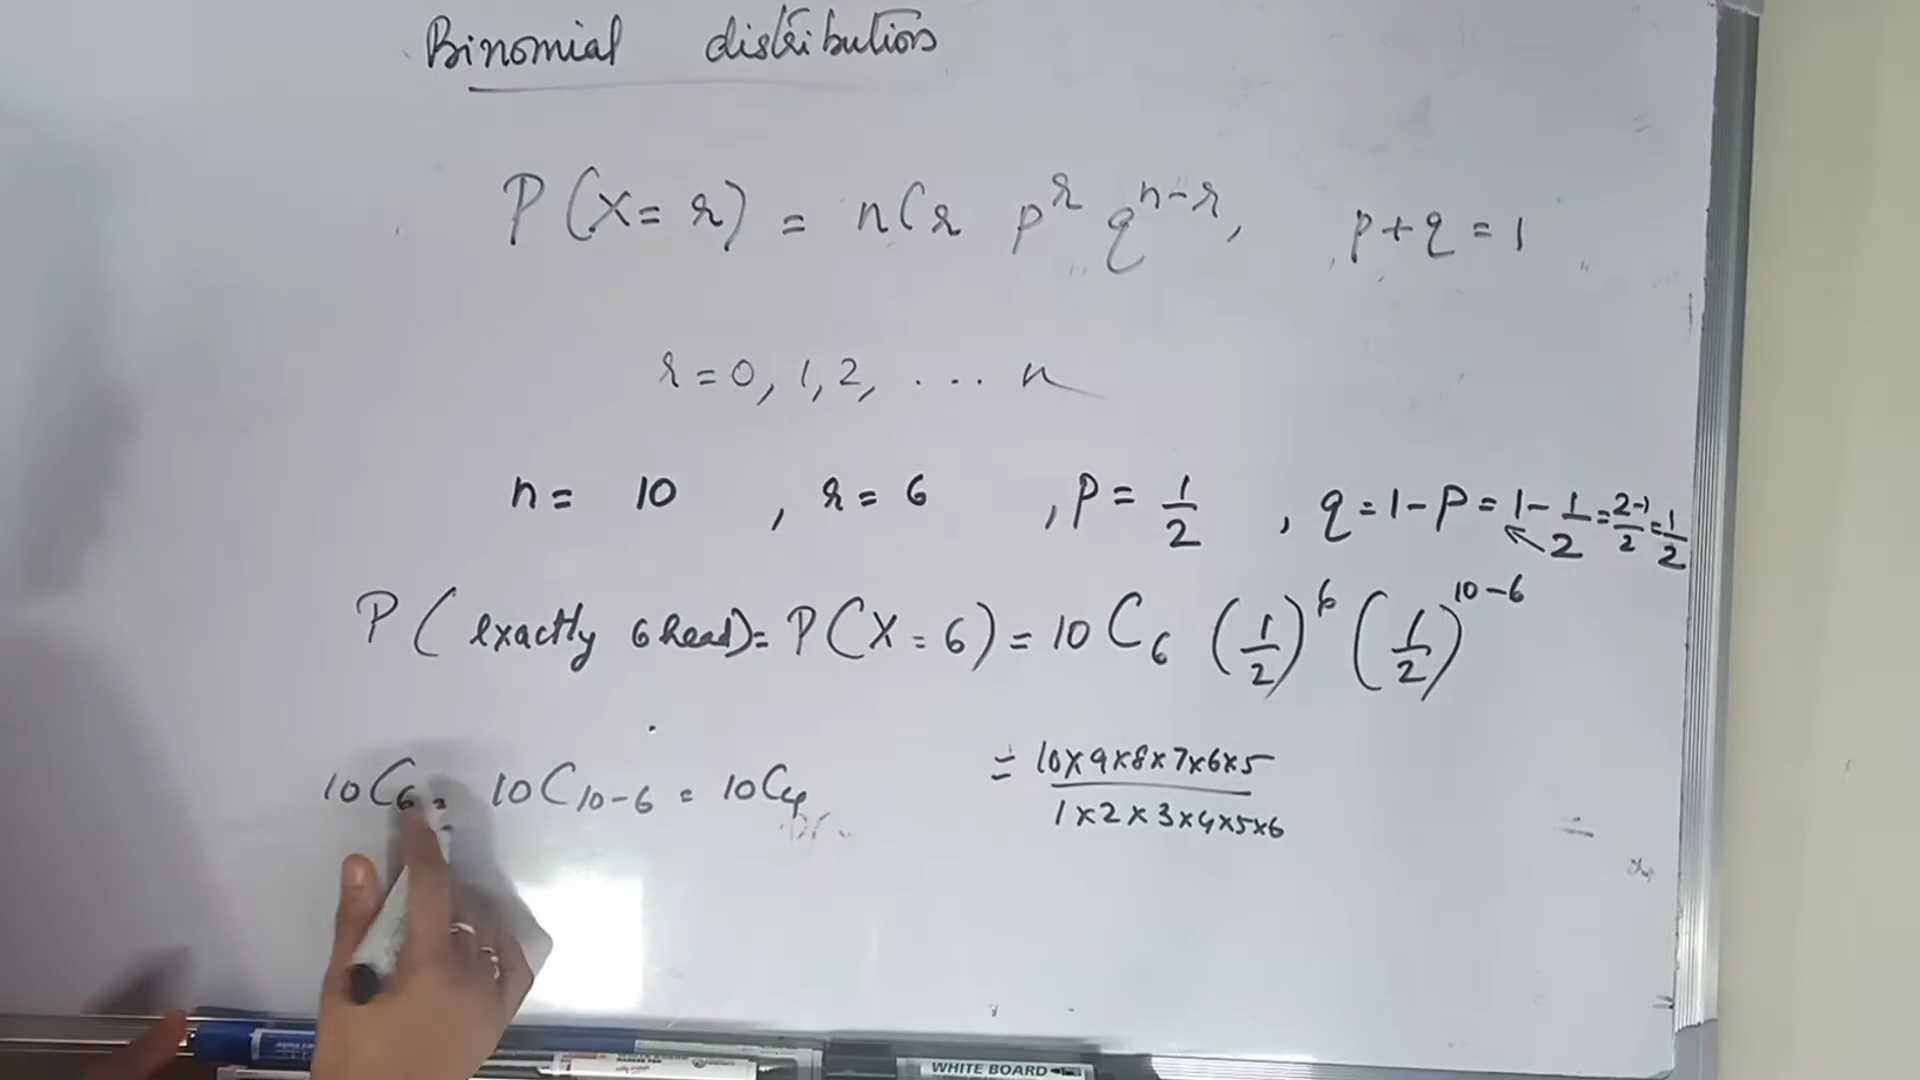 Binomial distribution
P(X=r) = nCr p^r q^{n-r}, p+q=1
r=0, 1, 2, ... n
n= 10 , r= 6 , p= 1/2 , q=1-p= 1-1/2=2-1/2=1/2
P(exactly 6 head)= P(X=6)= 10C6 (1/2)^6 (1/2)^{10-6}
10C6= 10C10-6 = 10C4 = 10×9×8×7×6×5/1×2×3×4×5×6
WHITE BOARD